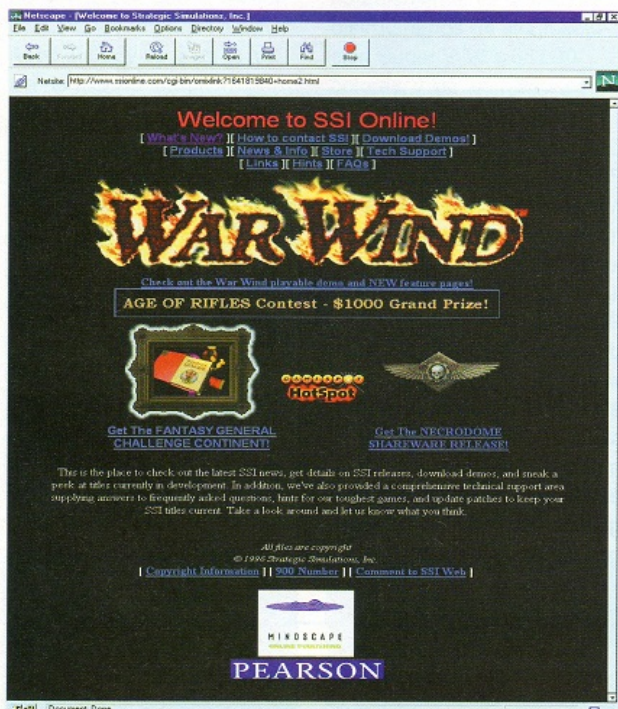 Netscape - [Welcome to Strategic Simulations, Inc.]
File Edit View Go Bookmarks Options Directory Window Help
Back Forward Home Reload Images Open Print Find Stop
Netsite: http://www.ssionline.com/cgi-bin/omixlink?1641819840+home2.html
N
Welcome to SSI Online!
[ What's New? ][ How to contact SSI ][ Download Demos! ]
[ Products ][ News & Info ][ Store ][ Tech Support ]
[ Links ][ Hints ][ FAQs ]
WAR WIND™
Check out the War Wind playable demo and NEW feature pages!
AGE OF RIFLES Contest - $1000 Grand Prize!
GAMESPOT
HotSpot
Get The FANTASY GENERAL
CHALLENGE CONTINENT!
Get The NECRODOME
SHAREWARE RELEASE!
This is the place to check out the latest SSI news, get details on SSI releases, download demos, and sneak a
peek at titles currently in development. In addition, we've also provided a comprehensive technical support area
supplying answers to frequently asked questions, hints for our toughest games, and update patches to keep your
SSI titles current. Take a look around and let us know what you think.
All files are copyright
© 1996 Strategic Simulations, Inc.
[ Copyright Information ][ 900 Number ][ Comment to SSI Web ]
MINDSCAPE
PEARSON
Document: Done